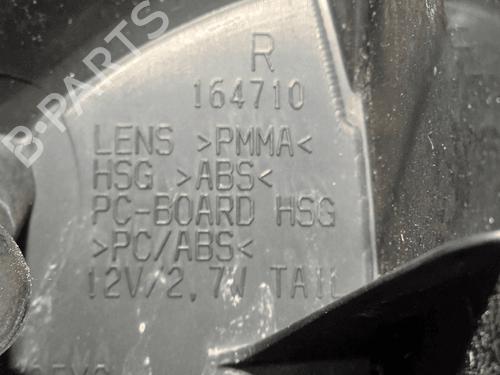 B-PARTS
R
164710
LENS >PMMA<
HSG >ABS<
PC-BOARD HSG
>PC/ABS<
12V/2,7W TAIL